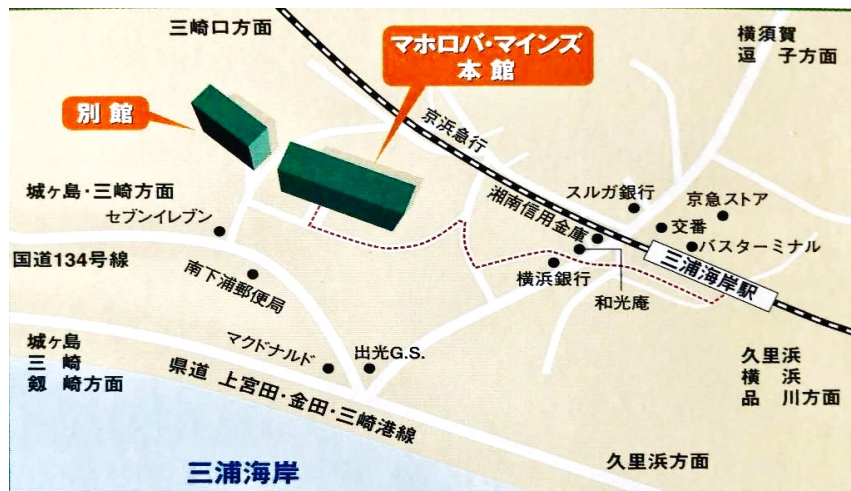 三崎口方面
マホロバ・マインズ
本館
横須賀
逗　子方面
別館
京浜急行
城ヶ島・三崎方面
セブンイレブン
スルガ銀行
京急ストア
湘南信用金庫
交番
バスターミナル
国道134号線
南下浦郵便局
横浜銀行
三浦海岸駅
和光庵
城ヶ島
三　崎
剱　崎方面
マクドナルド
出光G.S.
久里浜
横　浜
品　川方面
県道 上宮田・金田・三崎港線
三浦海岸
久里浜方面